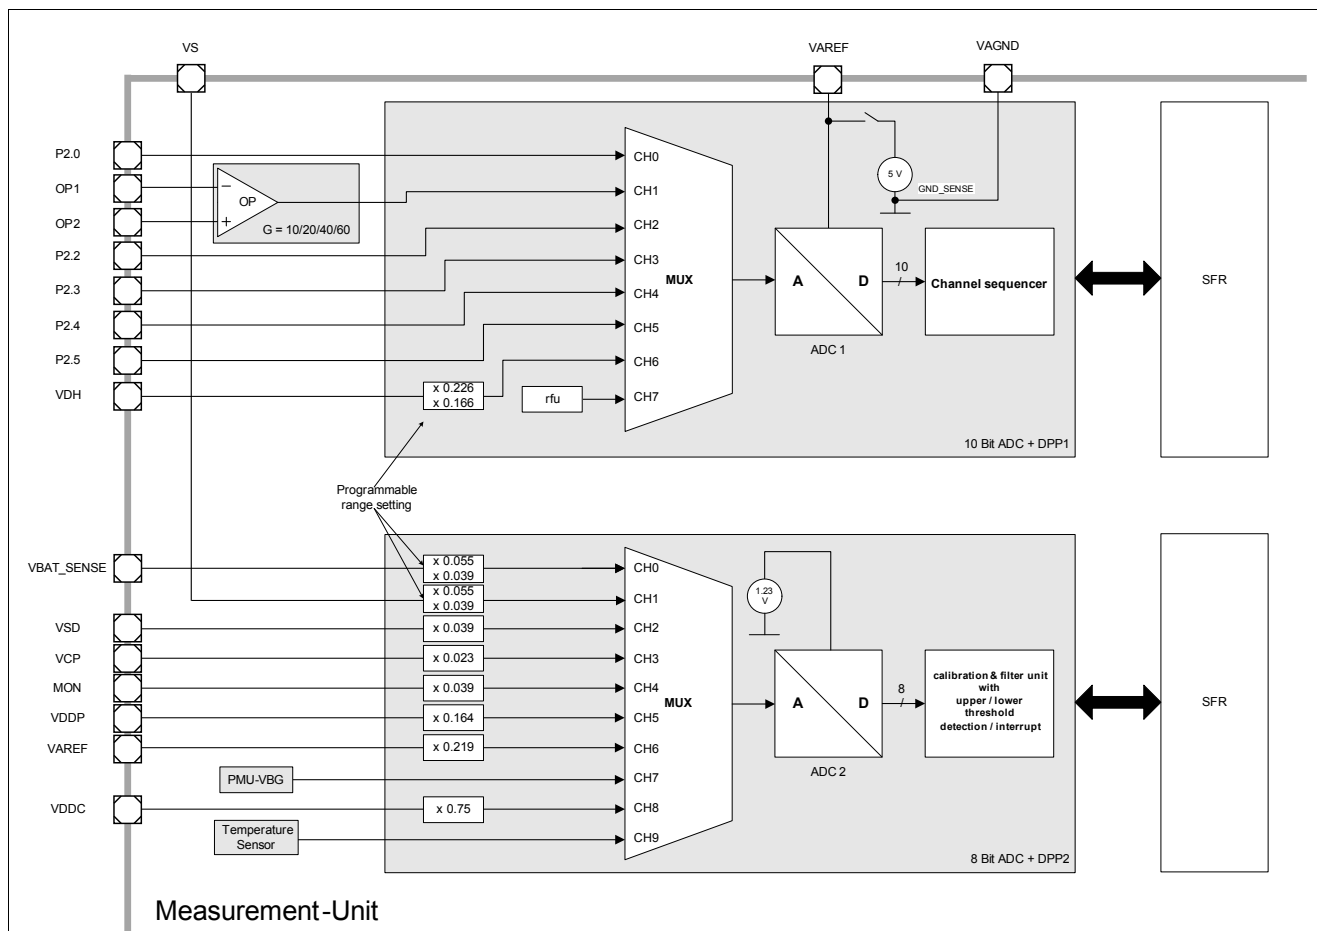 VS
VAREF
VAGND
P2.0
OP1
OP2
P2.2
P2.3
P2.4
P2.5
VDH
−
OP
+
G = 10/20/40/60
x 0.226
x 0.166
rfu
CH0
CH1
CH2
CH3
CH4
CH5
CH6
CH7
MUX
A
D
ADC 1
5 V
GND_SENSE
10
Channel sequencer
10 Bit ADC + DPP1
SFR
Programmable
range setting
VBAT_SENSE
VSD
VCP
MON
VDDP
VAREF
PMU-VBG
VDDC
Temperature
Sensor
x 0.055
x 0.039
x 0.055
x 0.039
x 0.039
x 0.023
x 0.039
x 0.164
x 0.219
x 0.75
CH0
CH1
CH2
CH3
CH4
CH5
CH6
CH7
CH8
CH9
MUX
1.23
V
A
D
ADC 2
8
calibration & filter unit
with
upper / lower
threshold
detection / interrupt
8 Bit ADC + DPP2
SFR
Measurement-Unit